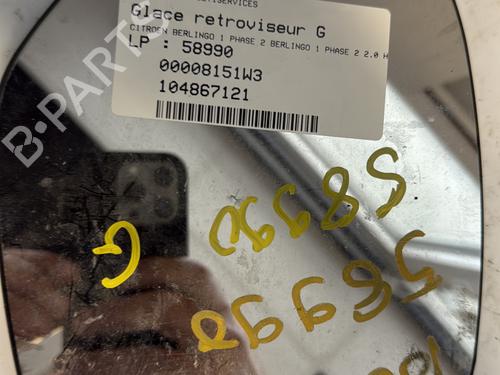 Glace retroviseur G
CITROEN BERLINGO 1 PHASE 2 BERLINGO 1 PHASE 2 2.0 H
LP : 58990
00008151W3
104867121
B-PARTS
58990
G
58990